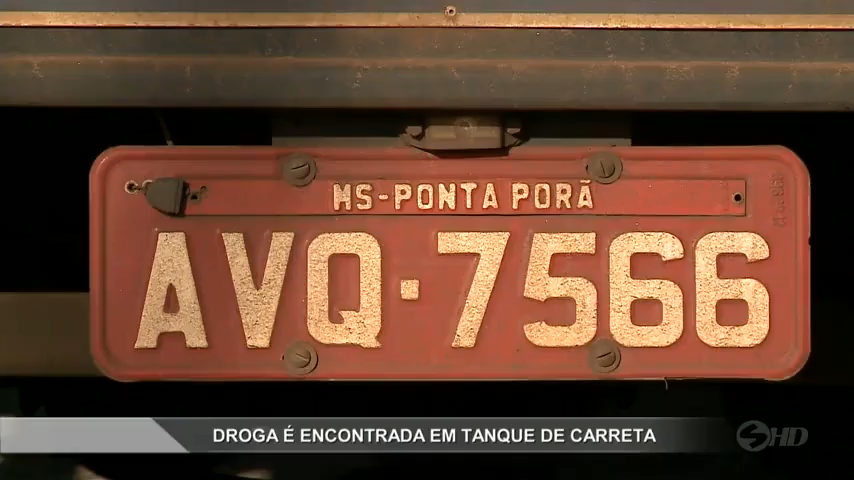 MS-PONTA PORÃ
AVQ·7566
DROGA É ENCONTRADA EM TANQUE DE CARRETA
HD